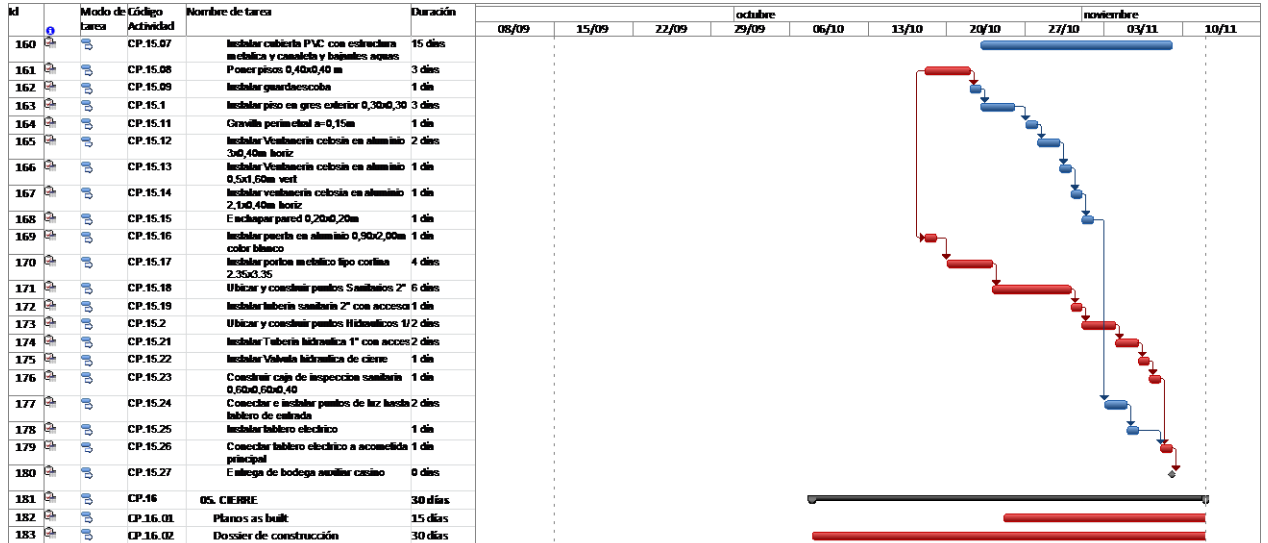 Id Modo de tarea Código Actividad Nombre de tarea Duración
octubre noviembre
08/09 15/09 22/09 29/09 06/10 13/10 20/10 27/10 03/11 10/11
160 CP.15.07 Instalar cubierta PVC con estructura 15 días
metalica y canaleta y bajantes aguas
161 CP.15.08 Poner pisos 0,40x0,40 m 3 días
162 CP.15.09 Instalar guardaescoba 1 día
163 CP.15.1 Instalar piso en gres exterior 0,30x0,30 3 días
164 CP.15.11 Gravilla perimetral a=0,15m 1 día
165 CP.15.12 Instalar Ventaneria celosia en aluminio 2 días
3x0,40m horiz
166 CP.15.13 Instalar Ventaneria celosia en aluminio 1 día
0,5x1,60m vert
167 CP.15.14 Instalar ventaneria celosia en aluminio 1 día
2,1x0,40m horiz
168 CP.15.15 Enchapar pared 0,20x0,20m 1 día
169 CP.15.16 Instalar puerta en aluminio 0,90x2,00m 1 día
color blanco
170 CP.15.17 Instalar porton metalico tipo cortina 4 días
2.35x3.35
171 CP.15.18 Ubicar y construir puntos Sanitarios 2" 6 días
172 CP.15.19 Instalar tuberia sanitaria 2" con accesor 1 día
173 CP.15.2 Ubicar y construir puntos Hidraulicos 1/ 2 días
174 CP.15.21 Instalar Tuberia hidraulica 1" con acces 2 días
175 CP.15.22 Instalar Valvula hidraulica de cierre 1 día
176 CP.15.23 Construir caja de inspeccion sanitaria 1 día
0,60x0,60x0,40
177 CP.15.24 Conectar e instalar puntos de luz hasta 2 días
tablero de entrada
178 CP.15.25 Instalar tablero electrico 1 día
179 CP.15.26 Conectar tablero electrico a acometida 1 día
principal
180 CP.15.27 Entrega de bodega auxiliar casino 0 días
181 CP.16 05. CIERRE 30 días
182 CP.16.01 Planos as built 15 días
183 CP.16.02 Dossier de construcción 30 días